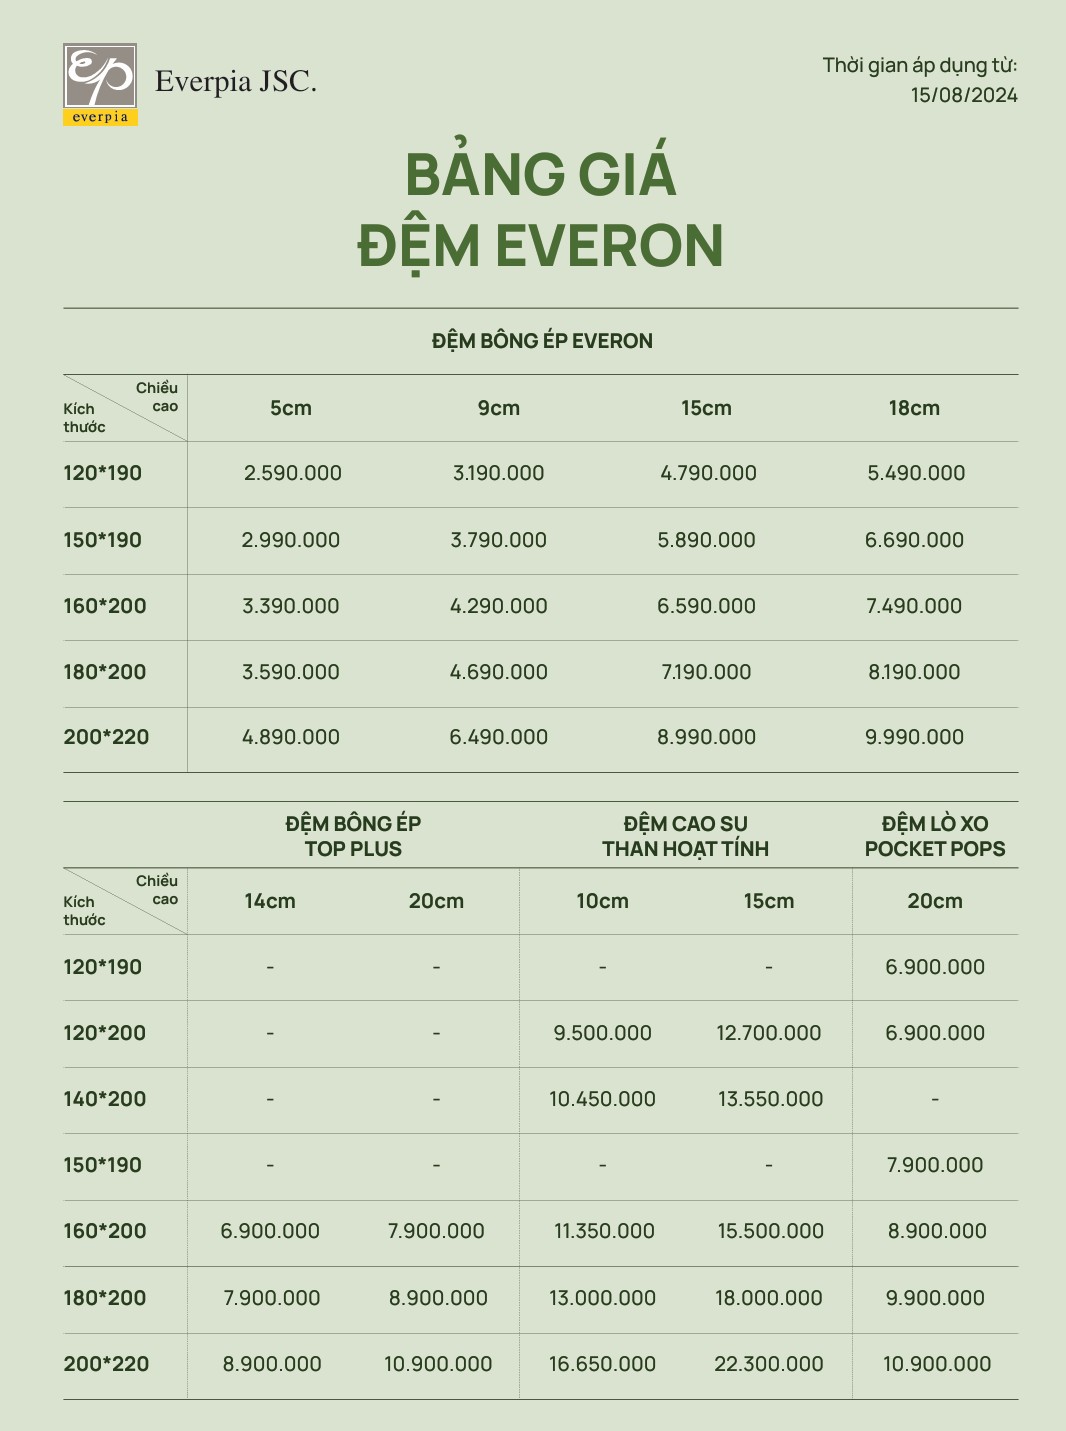 Ep
everpia
Everpia JSC.
Thời gian áp dụng từ:
15/08/2024
BẢNG GIÁ
ĐỆM EVERON
ĐỆM BÔNG ÉP EVERON
Kích thước Chiều cao 5cm 9cm 15cm 18cm
120*190 2.590.000 3.190.000 4.790.000 5.490.000
150*190 2.990.000 3.790.000 5.890.000 6.690.000
160*200 3.390.000 4.290.000 6.590.000 7.490.000
180*200 3.590.000 4.690.000 7.190.000 8.190.000
200*220 4.890.000 6.490.000 8.990.000 9.990.000
ĐỆM BÔNG ÉP ĐỆM CAO SU ĐỆM LÒ XO
TOP PLUS THAN HOẠT TÍNH POCKET POPS
Kích thước Chiều cao 14cm 20cm 10cm 15cm 20cm
120*190 - - - - 6.900.000
120*200 - - 9.500.000 12.700.000 6.900.000
140*200 - - 10.450.000 13.550.000 -
150*190 - - - - 7.900.000
160*200 6.900.000 7.900.000 11.350.000 15.500.000 8.900.000
180*200 7.900.000 8.900.000 13.000.000 18.000.000 9.900.000
200*220 8.900.000 10.900.000 16.650.000 22.300.000 10.900.000